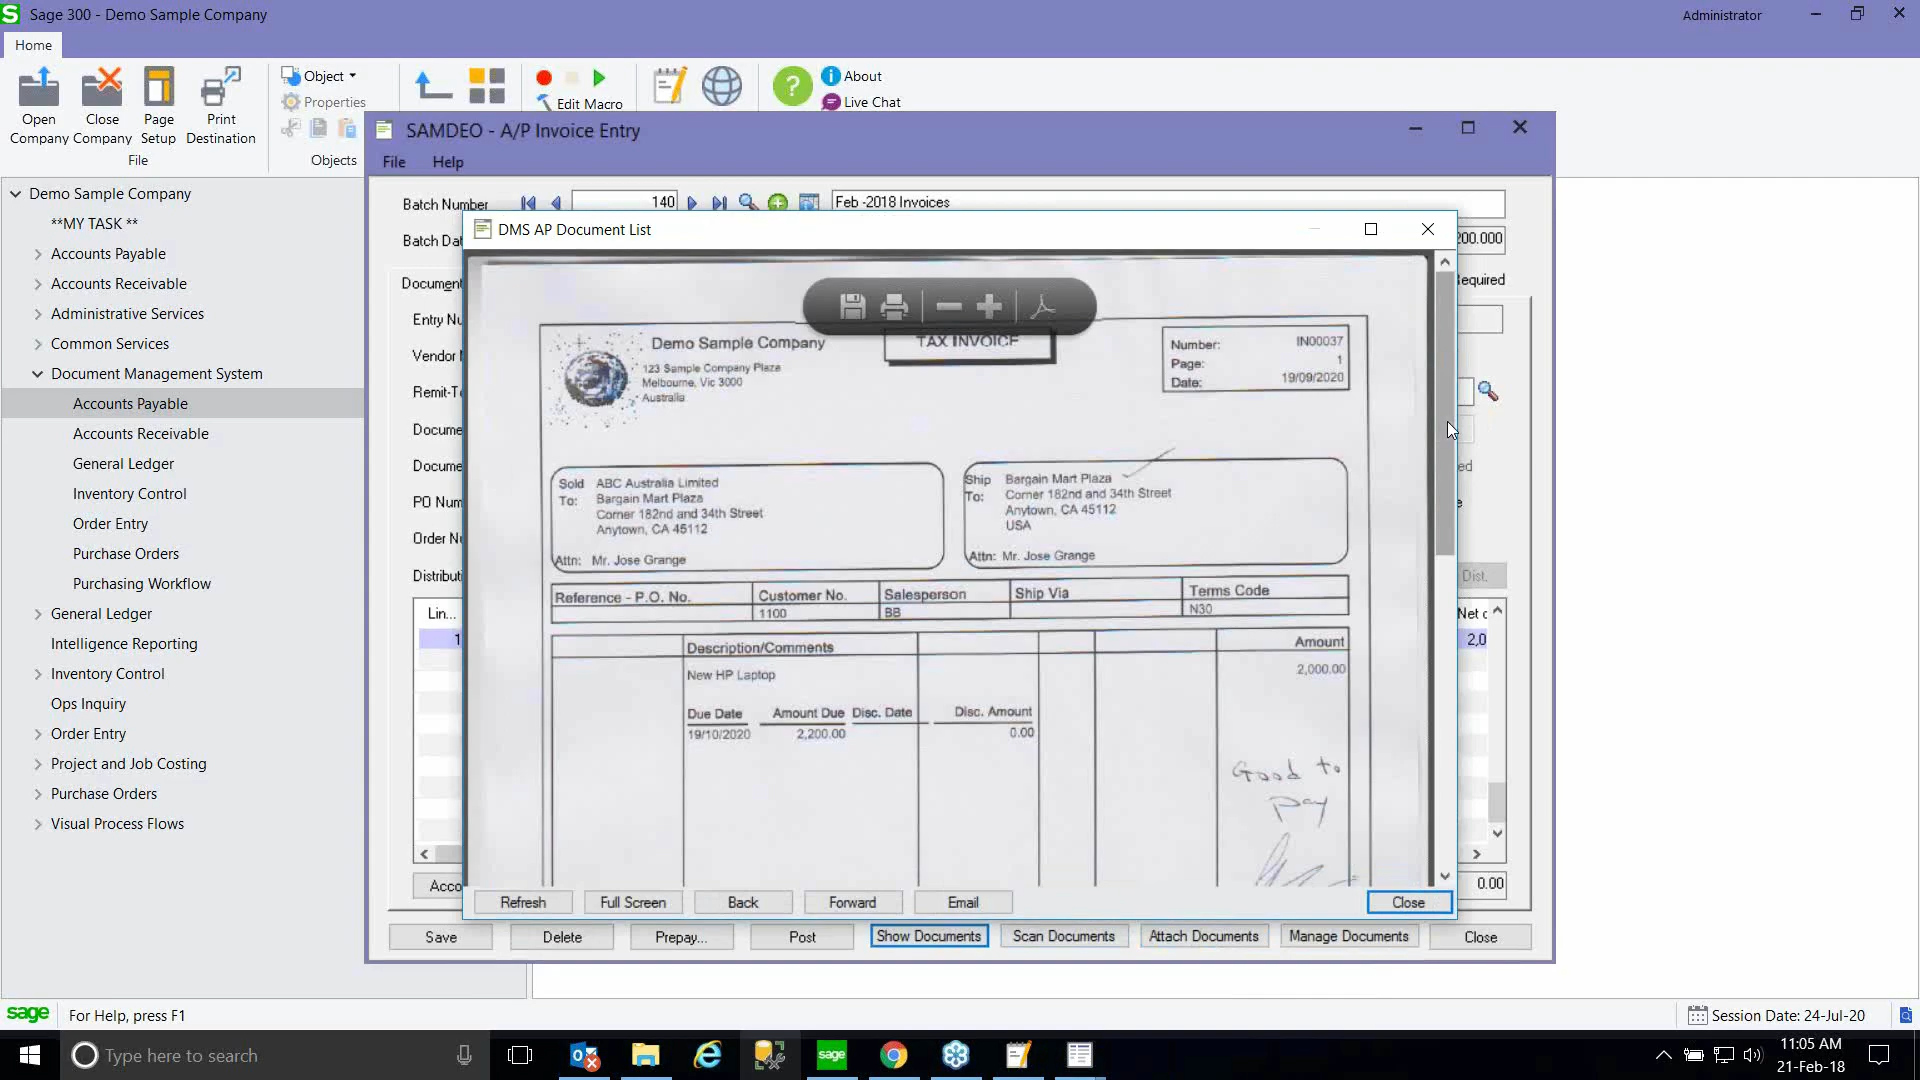 Sage 300 - Demo Sample Company
Administrator
Home
Open Company
Close Company
Page Setup
Print Destination
File
Object
Properties
Objects
Edit Macro
?
About
Live Chat
Demo Sample Company
**MY TASK **
Accounts Payable
Accounts Receivable
Administrative Services
Common Services
Document Management System
Accounts Payable
Accounts Receivable
General Ledger
Inventory Control
Order Entry
Purchase Orders
Purchasing Workflow
General Ledger
Intelligence Reporting
Inventory Control
Ops Inquiry
Order Entry
Project and Job Costing
Purchase Orders
Visual Process Flows
SAMDEO - A/P Invoice Entry
File Help
Batch Number 140 Feb -2018 Invoices
Batch Dat 200.000
Document equired
Entry Nu
Vendor
Remit-T
Docume
Docume ed
PO Num e
Order Nu
Distributi Dist.
Lin... Net c
1 2,0
Acco 0.00
DMS AP Document List
Demo Sample Company
123 Sample Company Plaza
Melbourne, Vic 3000
Australia
TAX INVOICE
Number: IN00037
Page: 1
Date: 19/09/2020
Sold To: ABC Australia Limited
Bargain Mart Plaza
Corner 182nd and 34th Street
Anytown, CA 45112
Attn: Mr. Jose Grange
Ship To: Bargain Mart Plaza
Corner 182nd and 34th Street
Anytown, CA 45112
USA
Attn: Mr. Jose Grange
Reference - P.O. No. Customer No. Salesperson Ship Via Terms Code
1100 BB N30
Description/Comments Amount
New HP Laptop 2,000.00
Due Date Amount Due Disc. Date Disc. Amount
19/10/2020 2,200.00 0.00
Good to
pay
Refresh Full Screen Back Forward Email Close
Save Delete Prepay... Post Show Documents Scan Documents Attach Documents Manage Documents Close
sage For Help, press F1 Session Date: 24-Jul-20
Type here to search
sage
11:05 AM
21-Feb-18